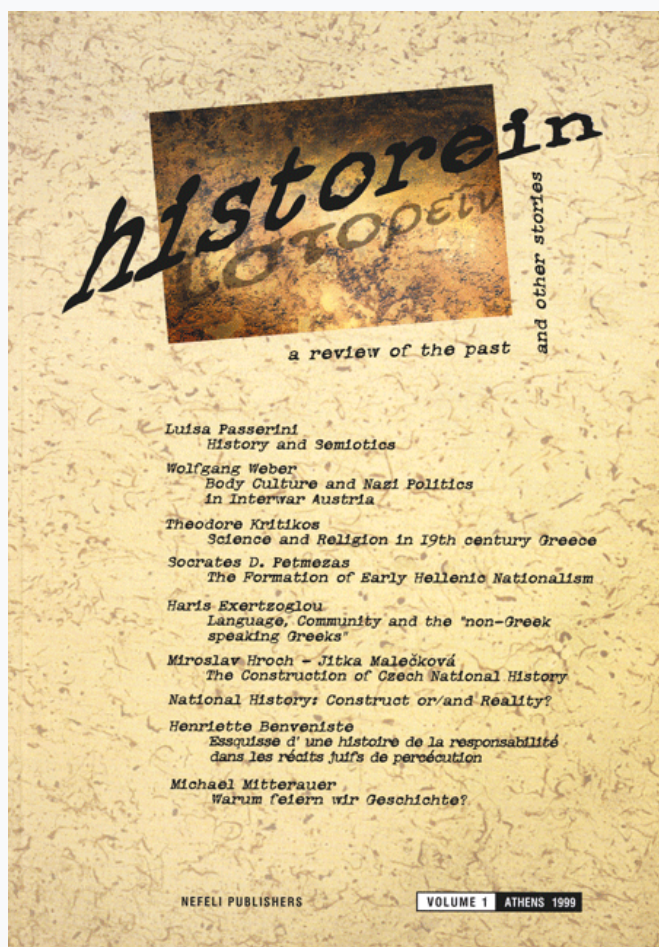 historein
ἱστορεῖν
a review of the past
and other stories
Luisa Passerini
History and Semiotics
Wolfgang Weber
Body Culture and Nazi Politics
in Interwar Austria
Theodore Kritikos
Science and Religion in 19th century Greece
Socrates D. Petmezas
The Formation of Early Hellenic Nationalism
Haris Exertzoglou
Language, Community and the "non-Greek
speaking Greeks"
Miroslav Hroch - Jitka Malečková
The Construction of Czech National History
National History: Construct or/and Reality?
Henriette Benveniste
Essquisse d' une histoire de la responsabilité
dans les récits juifs de percécution
Michael Mitterauer
Warum feiern wir Geschichte?
NEFELI PUBLISHERS
VOLUME 1 ATHENS 1999